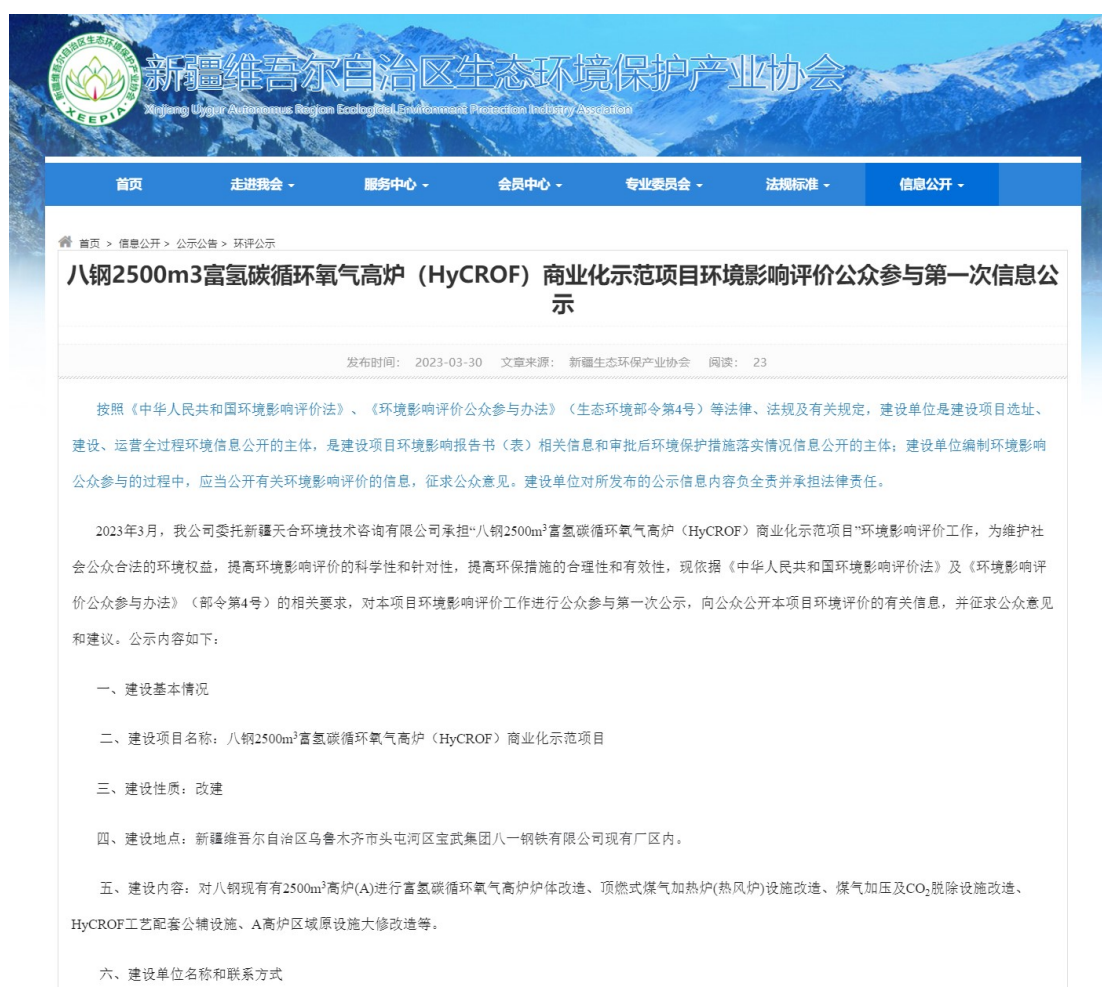 新疆维吾尔自治区生态环境保护产业协会
XEEPIA
新疆维吾尔自治区生态环境保护产业协会
Xinjiang Uygur Autonomous Region Ecological Environment Protection Industry Association
首页 走进我会 服务中心 会员中心 专业委员会 法规标准 信息公开
首页 > 信息公开 > 公示公告 > 环评公示
八钢2500m3富氢碳循环氧气高炉（HyCROF）商业化示范项目环境影响评价公众参与第一次信息公
示
发布时间： 2023-03-30 文章来源： 新疆生态环保产业协会 阅读： 23
按照《中华人民共和国环境影响评价法》、《环境影响评价公众参与办法》（生态环境部令第4号）等法律、法规及有关规定，建设单位是建设项目选址、
建设、运营全过程环境信息公开的主体，是建设项目环境影响报告书（表）相关信息和审批后环境保护措施落实情况信息公开的主体；建设单位编制环境影响
公众参与的过程中，应当公开有关环境影响评价的信息，征求公众意见。建设单位对所发布的公示信息内容负全责并承担法律责任。
2023年3月，我公司委托新疆天合环境技术咨询有限公司承担“八钢2500m³富氢碳循环氧气高炉（HyCROF）商业化示范项目”环境影响评价工作，为维护社
会公众合法的环境权益，提高环境影响评价的科学性和针对性，提高环保措施的合理性和有效性，现依据《中华人民共和国环境影响评价法》及《环境影响评
价公众参与办法》（部令第4号）的相关要求，对本项目环境影响评价工作进行公众参与第一次公示，向公众公开本项目环境评价的有关信息，并征求公众意见
和建议。公示内容如下：
一、建设基本情况
二、建设项目名称：八钢2500m³富氢碳循环氧气高炉（HyCROF）商业化示范项目
三、建设性质：改建
四、建设地点：新疆维吾尔自治区乌鲁木齐市头屯河区宝武集团八一钢铁有限公司现有厂区内。
五、建设内容：对八钢现有有2500m³高炉(A)进行富氢碳循环氧气高炉炉体改造、顶燃式煤气加热炉(热风炉)设施改造、煤气加压及CO₂脱除设施改造、
HyCROF工艺配套公辅设施、A高炉区域原设施大修改造等。
六、建设单位名称和联系方式